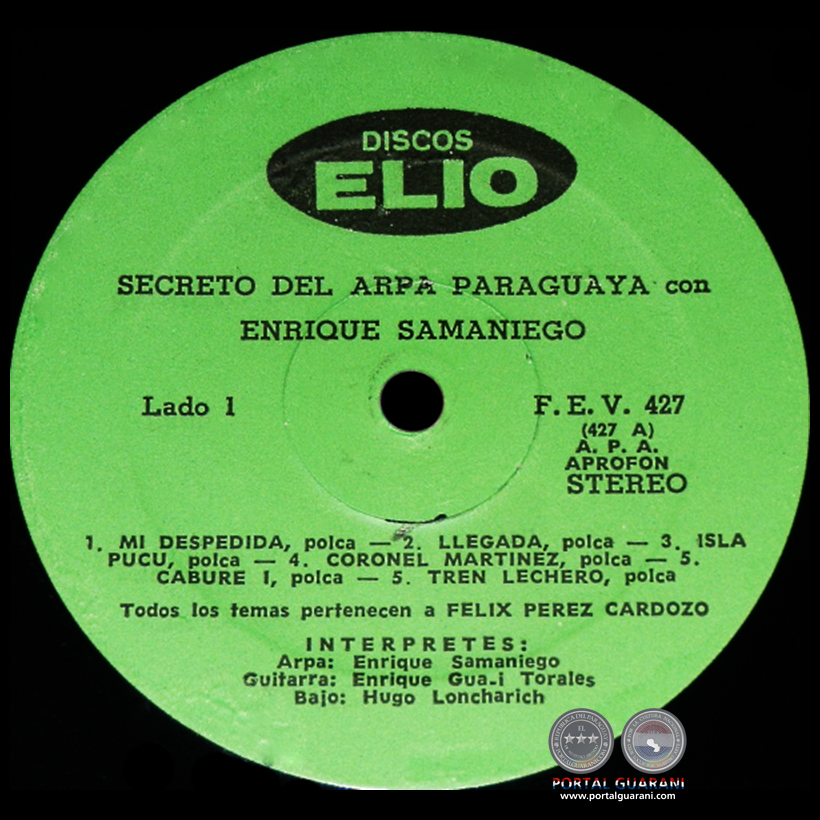 DISCOS
ELIO
SECRETO DEL ARPA PARAGUAYA con
ENRIQUE SAMANIEGO
Lado 1
F. E. V. 427
(427 A)
A. P. A.
APROFON
STEREO
1. MI DESPEDIDA, polca — 2. LLEGADA, polca — 3. ISLA
PUCU, polca — 4. CORONEL MARTINEZ, polca — 5.
CABURE I, polca — 5. TREN LECHERO, polca
Todos los temas pertenecen a FELIX PEREZ CARDOZO
INTERPRETES:
Arpa: Enrique Samaniego
Guitarra: Enrique Gua-i Torales
Bajo: Hugo Loncharich
PORTAL GUARANI
www.portalguarani.com